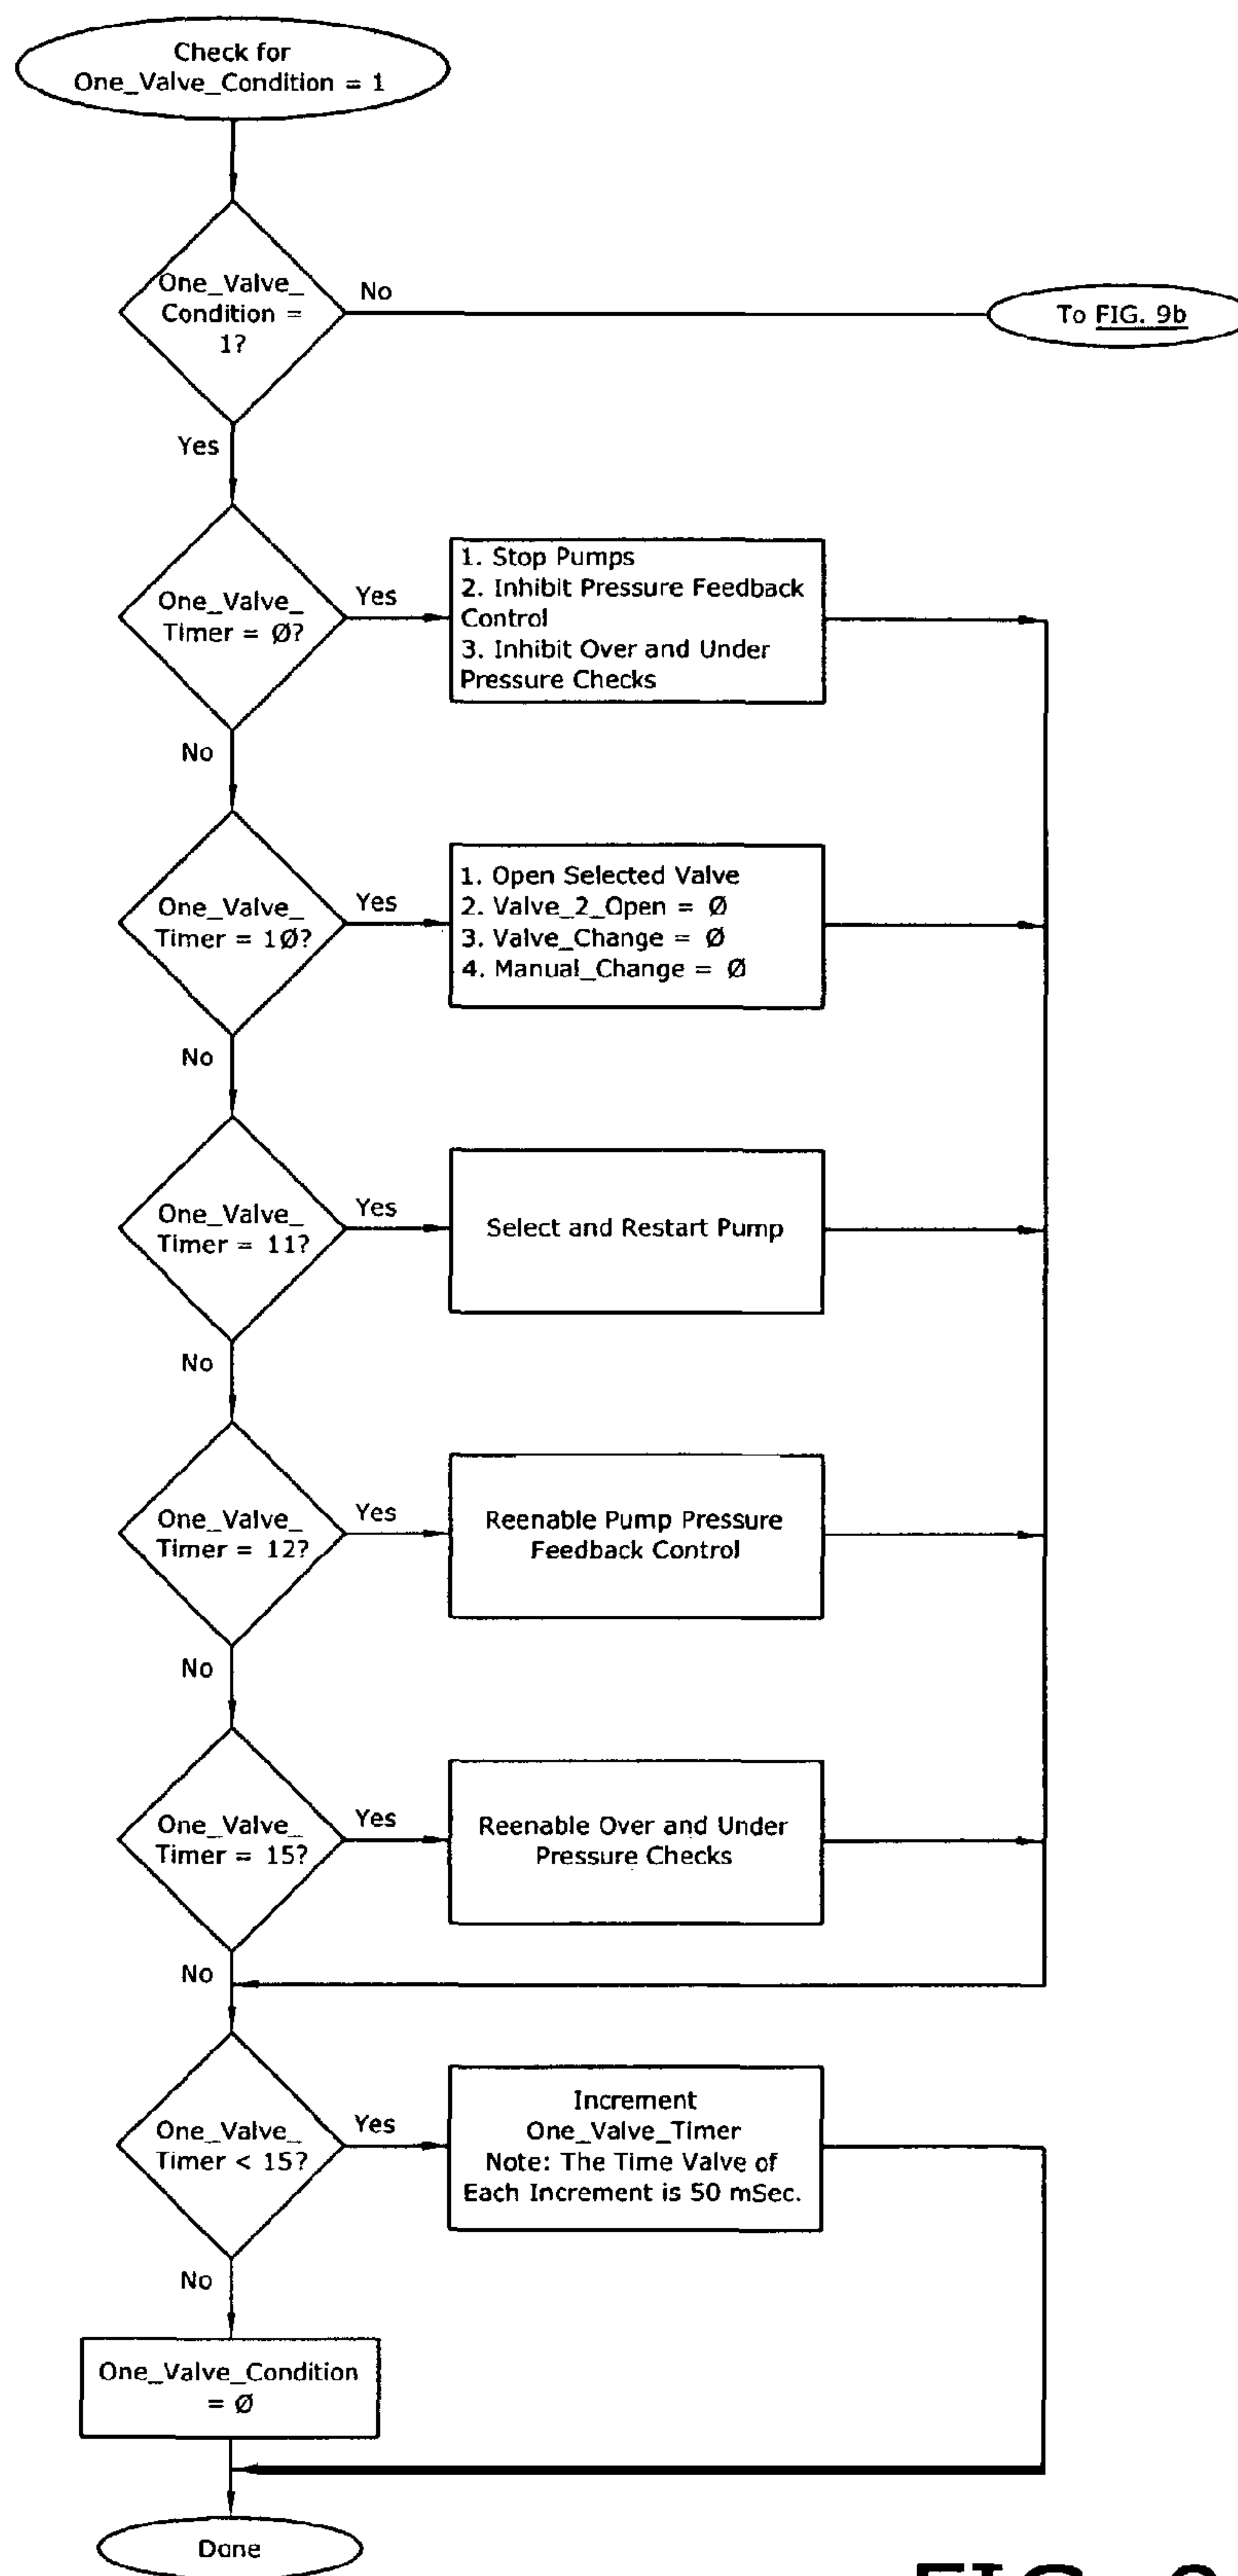 Check for
One_Valve_Condition = 1
One_Valve_
Condition =
1?
No
To FIG. 9b
Yes
One_Valve_
Timer = Ø?
Yes
1. Stop Pumps
2. Inhibit Pressure Feedback
Control
3. Inhibit Over and Under
Pressure Checks
No
One_Valve_
Timer = 1Ø?
Yes
1. Open Selected Valve
2. Valve_2_Open = Ø
3. Valve_Change = Ø
4. Manual_Change = Ø
No
One_Valve_
Timer = 11?
Yes
Select and Restart Pump
No
One_Valve_
Timer = 12?
Yes
Reenable Pump Pressure
Feedback Control
No
One_Valve_
Timer = 15?
Yes
Reenable Over and Under
Pressure Checks
No
One_Valve_
Timer < 15?
Yes
Increment
One_Valve_Timer
Note: The Time Valve of
Each Increment is 50 mSec.
No
One_Valve_Condition
= Ø
Done